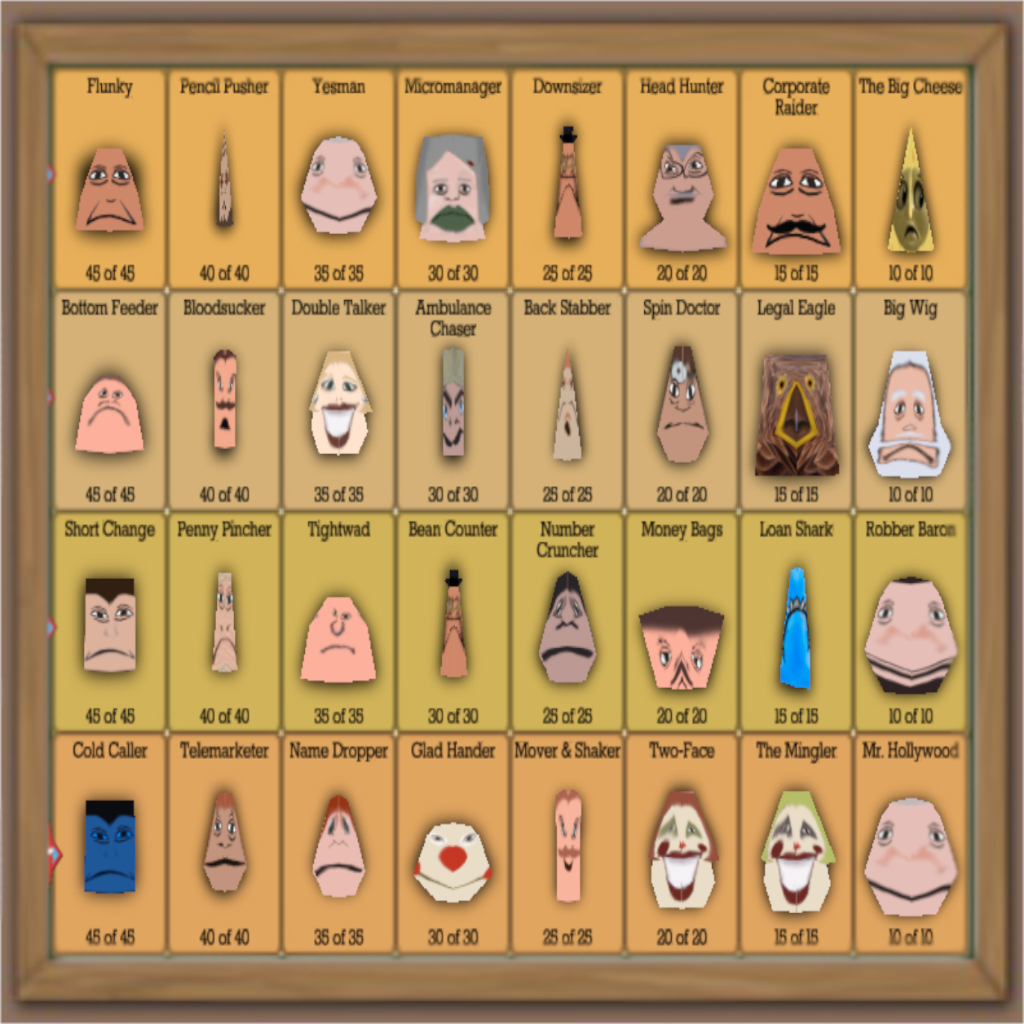 Flunky Pencil Pusher Yesman Micromanager Downsizer Head Hunter Corporate The Big Cheese
Raider
45 of 45 40 of 40 35 of 35 30 of 30 25 of 25 20 of 20 15 of 15 10 of 10
Bottom Feeder Bloodsucker Double Talker Ambulance Back Stabber Spin Doctor Legal Eagle Big Wig
Chaser
45 of 45 40 of 40 35 of 35 30 of 30 25 of 25 20 of 20 15 of 15 10 of 10
Short Change Penny Pincher Tightwad Bean Counter Number Money Bags Loan Shark Robber Baron
Cruncher
45 of 45 40 of 40 35 of 35 30 of 30 25 of 25 20 of 20 15 of 15 10 of 10
Cold Caller Telemarketer Name Dropper Glad Hander Mover & Shaker Two-Face The Mingler Mr. Hollywood
45 of 45 40 of 40 35 of 35 30 of 30 25 of 25 20 of 20 15 of 15 10 of 10